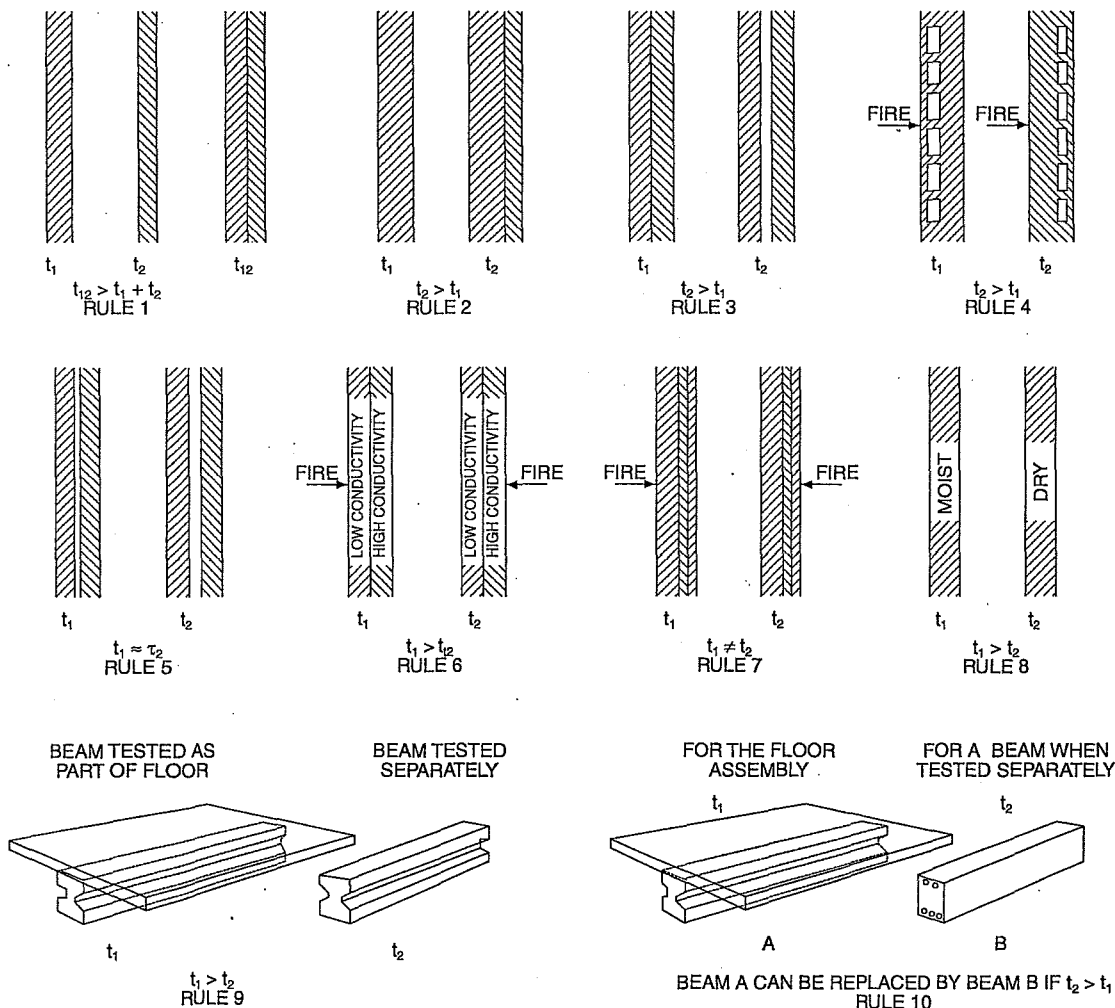 t₁
t₂
t₁₂
t₁₂ > t₁ + t₂
RULE 1
t₁
t₂
t₂ > t₁
RULE 2
t₁
t₂
t₂ > t₁
RULE 3
FIRE
FIRE
t₁
t₂
t₂ > t₁
RULE 4
t₁
t₂
t₁ ≈ τ₂
RULE 5
FIRE
LOW CONDUCTIVITY
HIGH CONDUCTIVITY
LOW CONDUCTIVITY
HIGH CONDUCTIVITY
FIRE
t₁
t₂
t₁ > t₁₂
RULE 6
FIRE
FIRE
t₁
t₂
t₁ ≠ t₂
RULE 7
MOIST
DRY
t₁
t₂
t₁ > t₂
RULE 8
BEAM TESTED AS
PART OF FLOOR
BEAM TESTED
SEPARATELY
t₁
t₂
t₁ > t₂
RULE 9
FOR THE FLOOR
ASSEMBLY
t₁
FOR A BEAM WHEN
TESTED SEPARATELY
t₂
A
B
BEAM A CAN BE REPLACED BY BEAM B IF t₂ > t₁
RULE 10